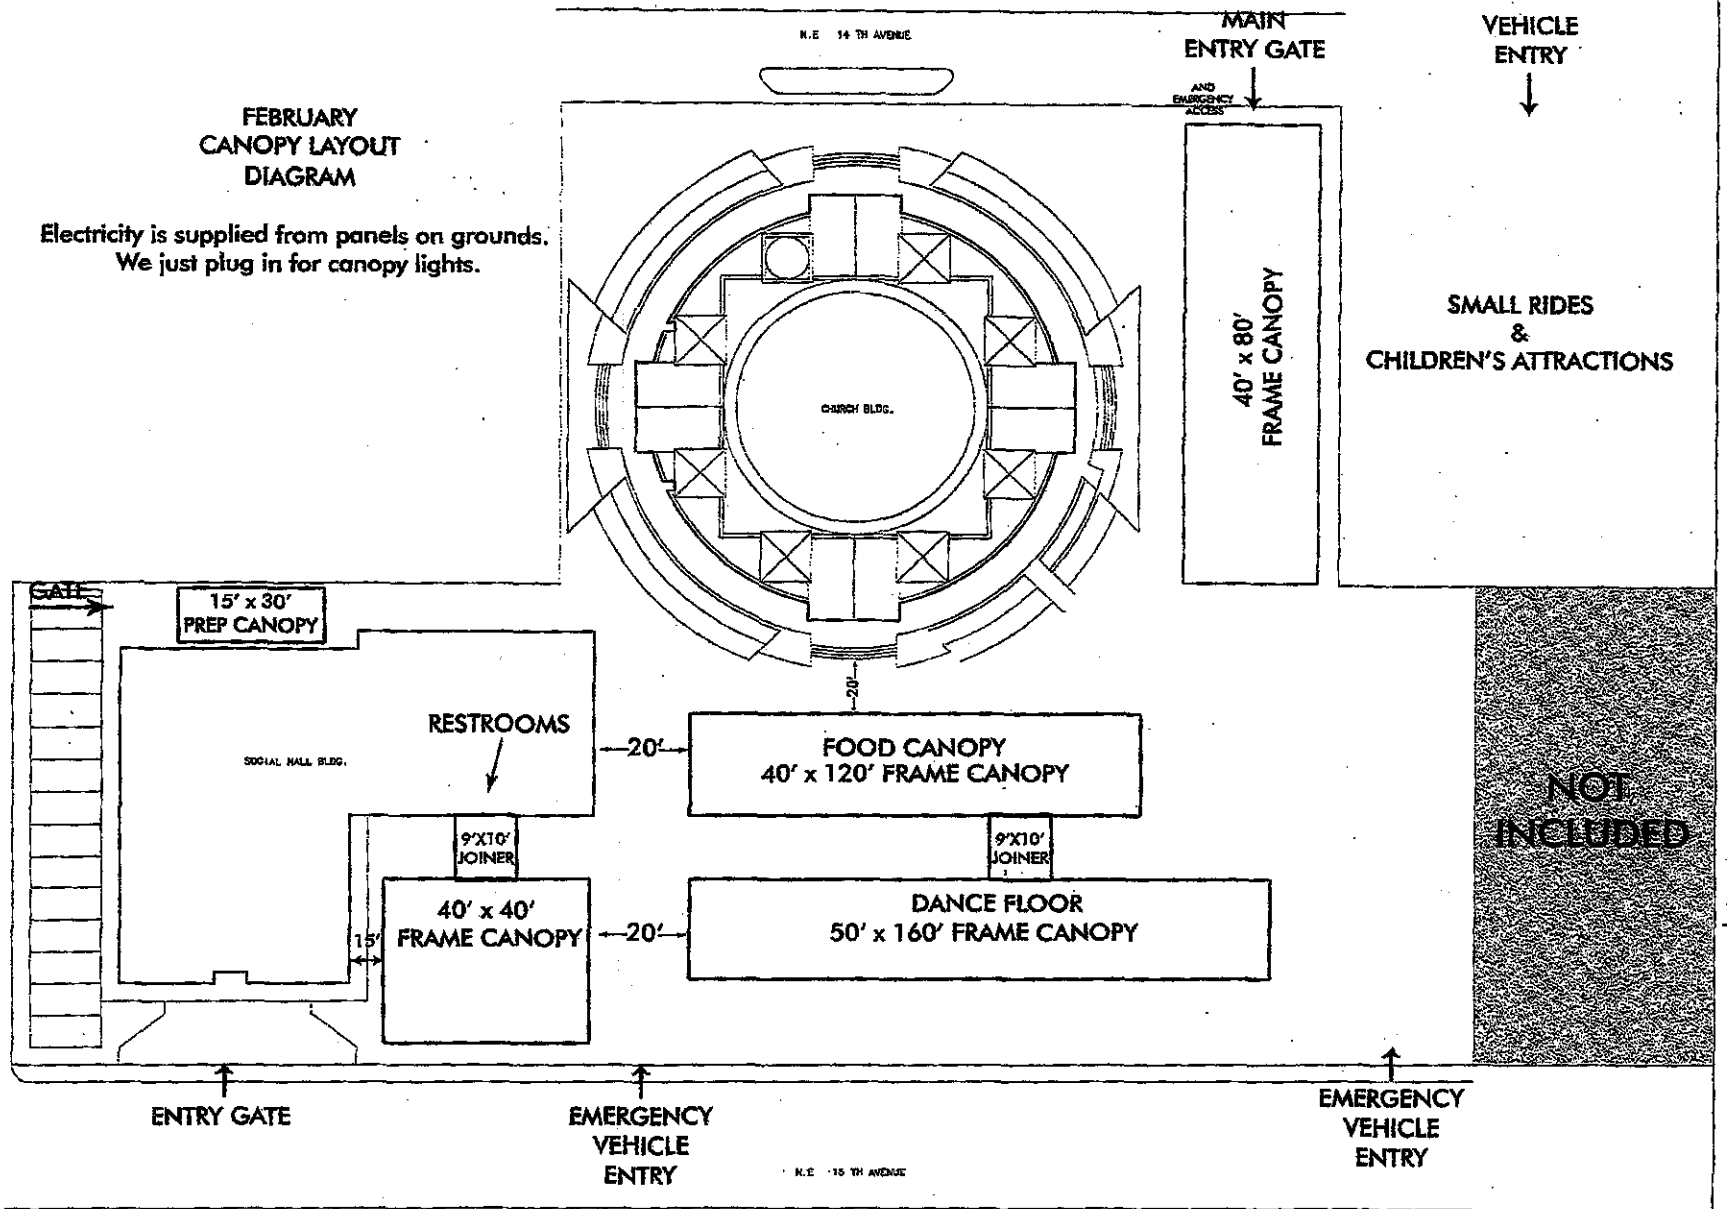 N.E 14 TH AVENUE
MAIN
ENTRY GATE
AND
EMERGENCY
ACCESS
VEHICLE
ENTRY
FEBRUARY
CANOPY LAYOUT
DIAGRAM
Electricity is supplied from panels on grounds.
We just plug in for canopy lights.
40' x 80'
FRAME CANOPY
SMALL RIDES
&
CHILDREN'S ATTRACTIONS
CHURCH BLDG.
GATE
15' x 30'
PREP CANOPY
20'
RESTROOMS
SOCIAL HALL BLDG.
20'
FOOD CANOPY
40' x 120' FRAME CANOPY
NOT
INCLUDED
9'X10'
JOINER
9'X10'
JOINER
40' x 40'
FRAME CANOPY
15'
20'
DANCE FLOOR
50' x 160' FRAME CANOPY
ENTRY GATE
EMERGENCY
VEHICLE
ENTRY
EMERGENCY
VEHICLE
ENTRY
N.E 15 TH AVENUE